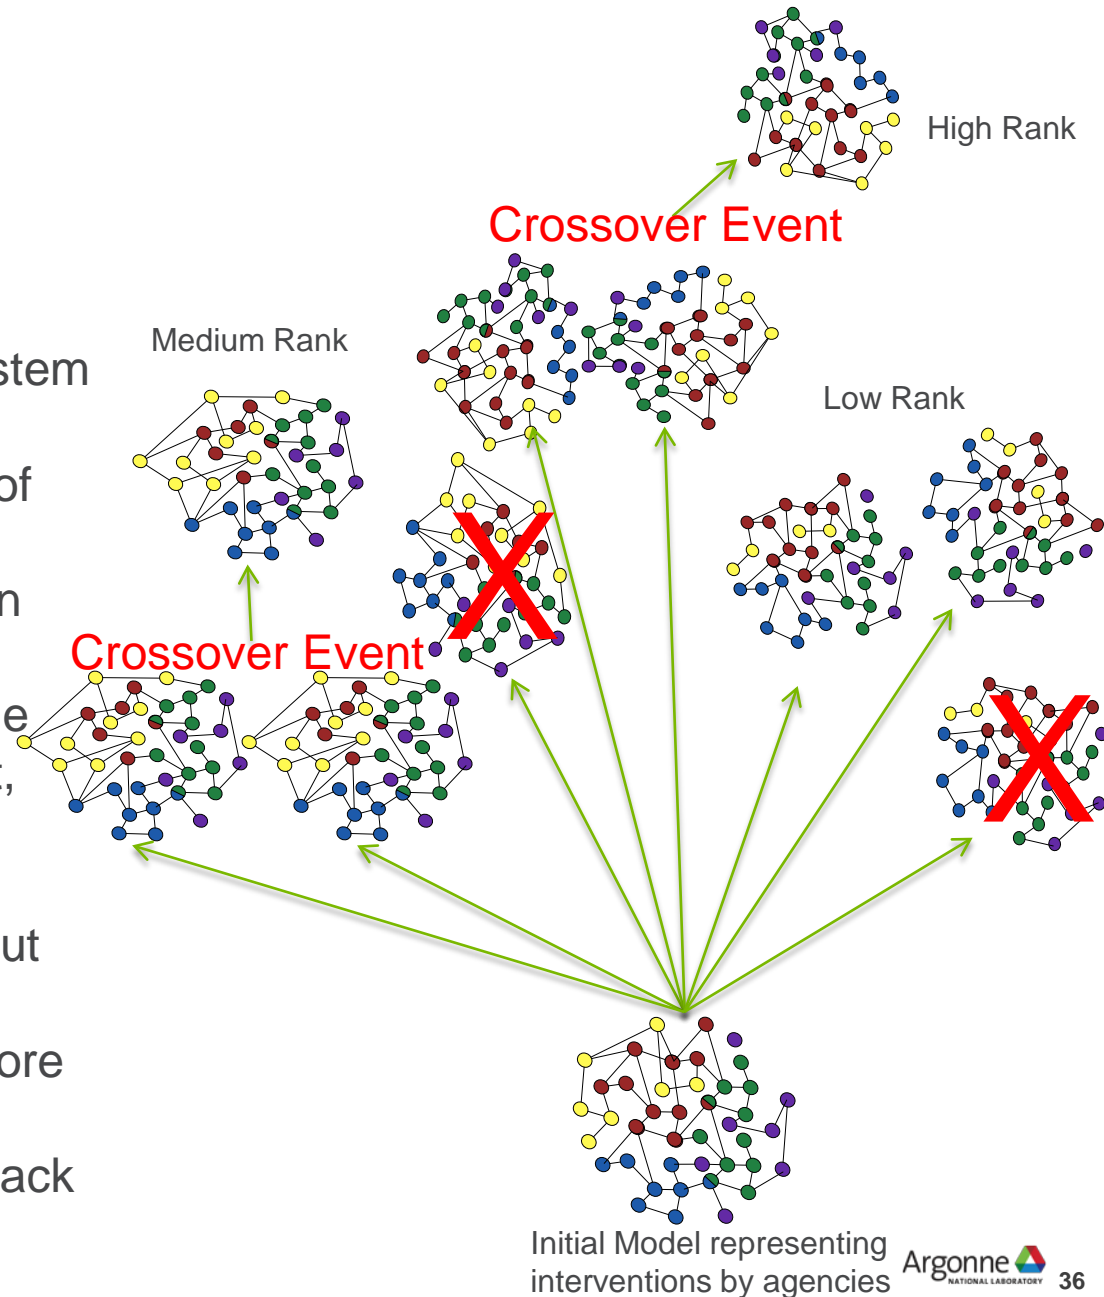 High Rank
Crossover Event
Medium Rank
Low Rank
stem
of
n
Crossover Event
e
t,
ut
ore
ack
Initial Model representing
interventions by agencies
Argonne
NATIONAL LABORATORY
36